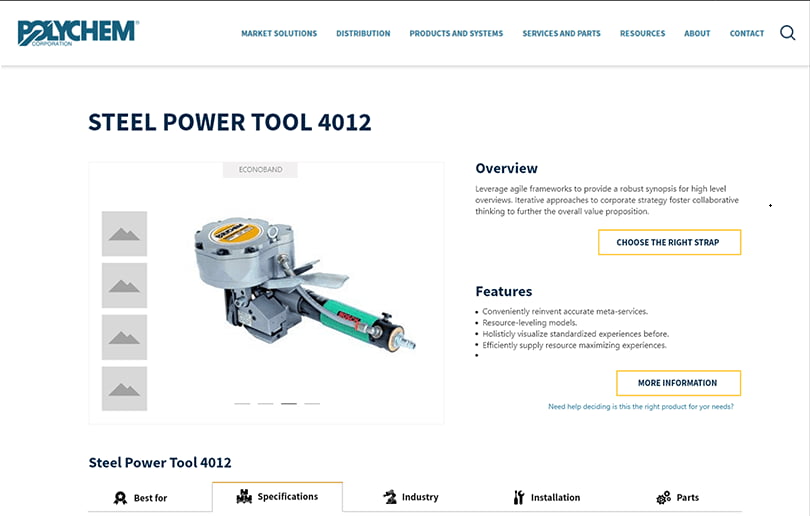 POLYCHEM
CORPORATION
MARKET SOLUTIONS DISTRIBUTION PRODUCTS AND SYSTEMS SERVICES AND PARTS RESOURCES ABOUT CONTACT
STEEL POWER TOOL 4012
ECONOBAND
Overview
Leverage agile frameworks to provide a robust synopsis for high level
overviews. Iterative approaches to corporate strategy foster collaborative
thinking to further the overall value proposition.
CHOOSE THE RIGHT STRAP
Features
• Conveniently reinvent accurate meta-services.
• Resource-leveling models.
• Holisticly visualize standardized experiences before.
• Efficiently supply resource maximizing experiences.
•
MORE INFORMATION
Need help deciding is this the right product for yor needs?
Steel Power Tool 4012
Best for Specifications Industry Installation Parts